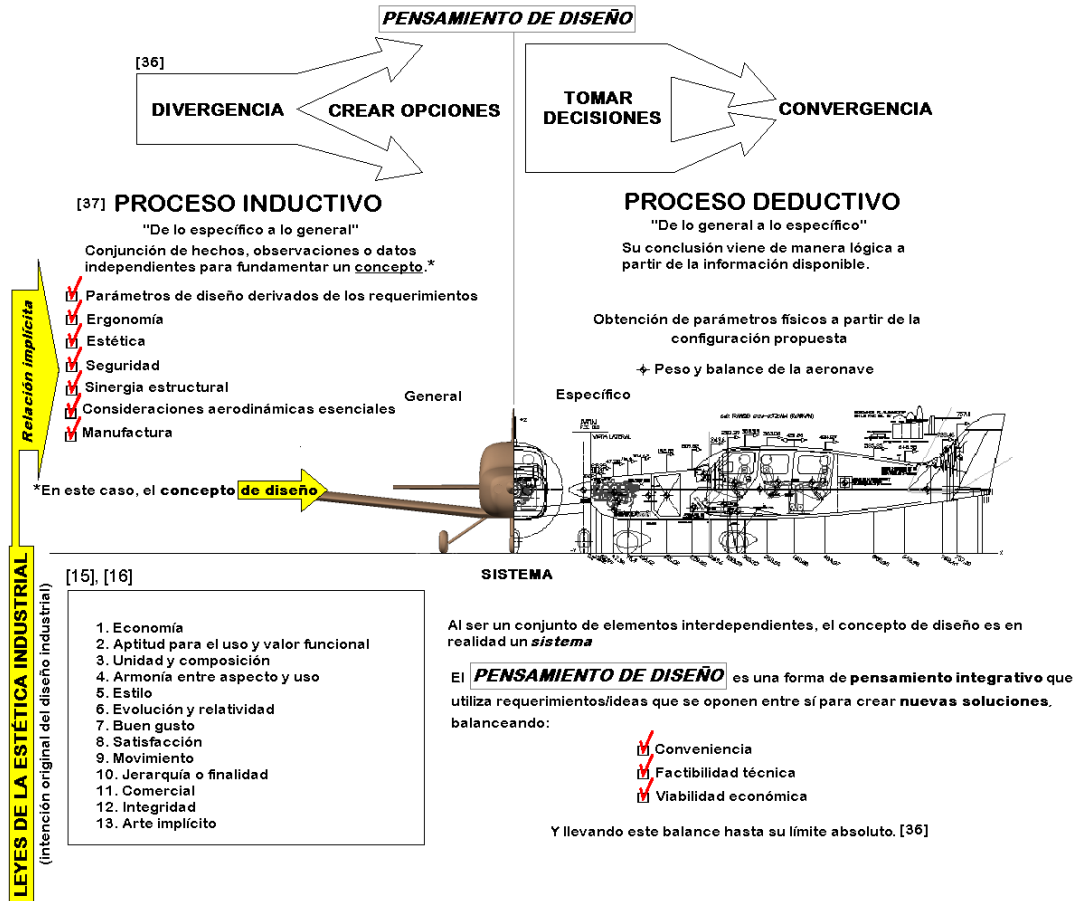 PENSAMIENTO DE DISEÑO
[36]
DIVERGENCIA
CREAR OPCIONES
TOMAR
DECISIONES
CONVERGENCIA
[37] PROCESO INDUCTIVO
"De lo específico a lo general"
Conjunción de hechos, observaciones o datos
independientes para fundamentar un concepto.*
Parámetros de diseño derivados de los requerimientos
Ergonomía
Estética
Seguridad
Sinergia estructural
Consideraciones aerodinámicas esenciales
Manufactura
Relación implícita
PROCESO DEDUCTIVO
"De lo general a lo específico"
Su conclusión viene de manera lógica a
partir de la información disponible.
Obtención de parámetros físicos a partir de la
configuración propuesta
Peso y balance de la aeronave
General
Específico
VISTA LATERAL
*En este caso, el concepto de diseño
SISTEMA
LEYES DE LA ESTÉTICA INDUSTRIAL
(intención original del diseño industrial)
[15], [16]
1. Economía
2. Aptitud para el uso y valor funcional
3. Unidad y composición
4. Armonía entre aspecto y uso
5. Estilo
6. Evolución y relatividad
7. Buen gusto
8. Satisfacción
9. Movimiento
10. Jerarquía o finalidad
11. Comercial
12. Integridad
13. Arte implícito
Al ser un conjunto de elementos interdependientes, el concepto de diseño es en
realidad un sistema
El PENSAMIENTO DE DISEÑO es una forma de pensamiento integrativo que
utiliza requerimientos/ideas que se oponen entre sí para crear nuevas soluciones,
balanceando:
Conveniencia
Factibilidad técnica
Viabilidad económica
Y llevando este balance hasta su límite absoluto. [36]